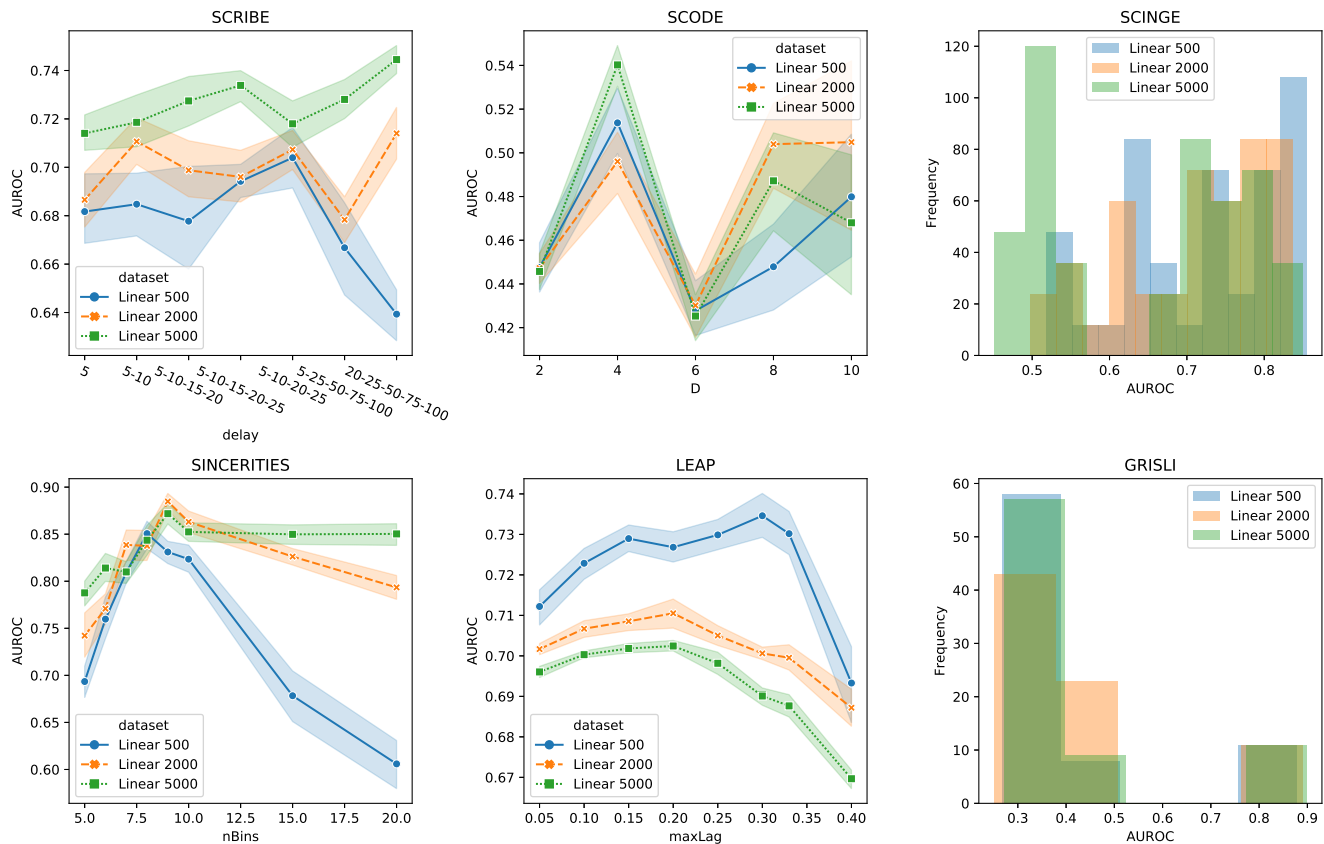 SCRIBE
AUROC
0.74
0.72
0.70
0.68
0.66
0.64
dataset
Linear 500
Linear 2000
Linear 5000
5
5-10
5-10-15-20
5-10-15-20-25
5-10-20-25
5-25-50-75-100
20-25-50-75-100
delay
SCODE
AUROC
0.54
0.52
0.50
0.48
0.46
0.44
0.42
dataset
Linear 500
Linear 2000
Linear 5000
2 4 6 8 10
D
SCINGE
Frequency
120
100
80
60
40
20
0
Linear 500
Linear 2000
Linear 5000
0.5 0.6 0.7 0.8
AUROC
SINCERITIES
AUROC
0.90
0.85
0.80
0.75
0.70
0.65
0.60
dataset
Linear 500
Linear 2000
Linear 5000
5.0 7.5 10.0 12.5 15.0 17.5 20.0
nBins
LEAP
AUROC
0.74
0.73
0.72
0.71
0.70
0.69
0.68
0.67
dataset
Linear 500
Linear 2000
Linear 5000
0.05 0.10 0.15 0.20 0.25 0.30 0.35 0.40
maxLag
GRISLI
Frequency
60
50
40
30
20
10
0
Linear 500
Linear 2000
Linear 5000
0.3 0.4 0.5 0.6 0.7 0.8 0.9
AUROC